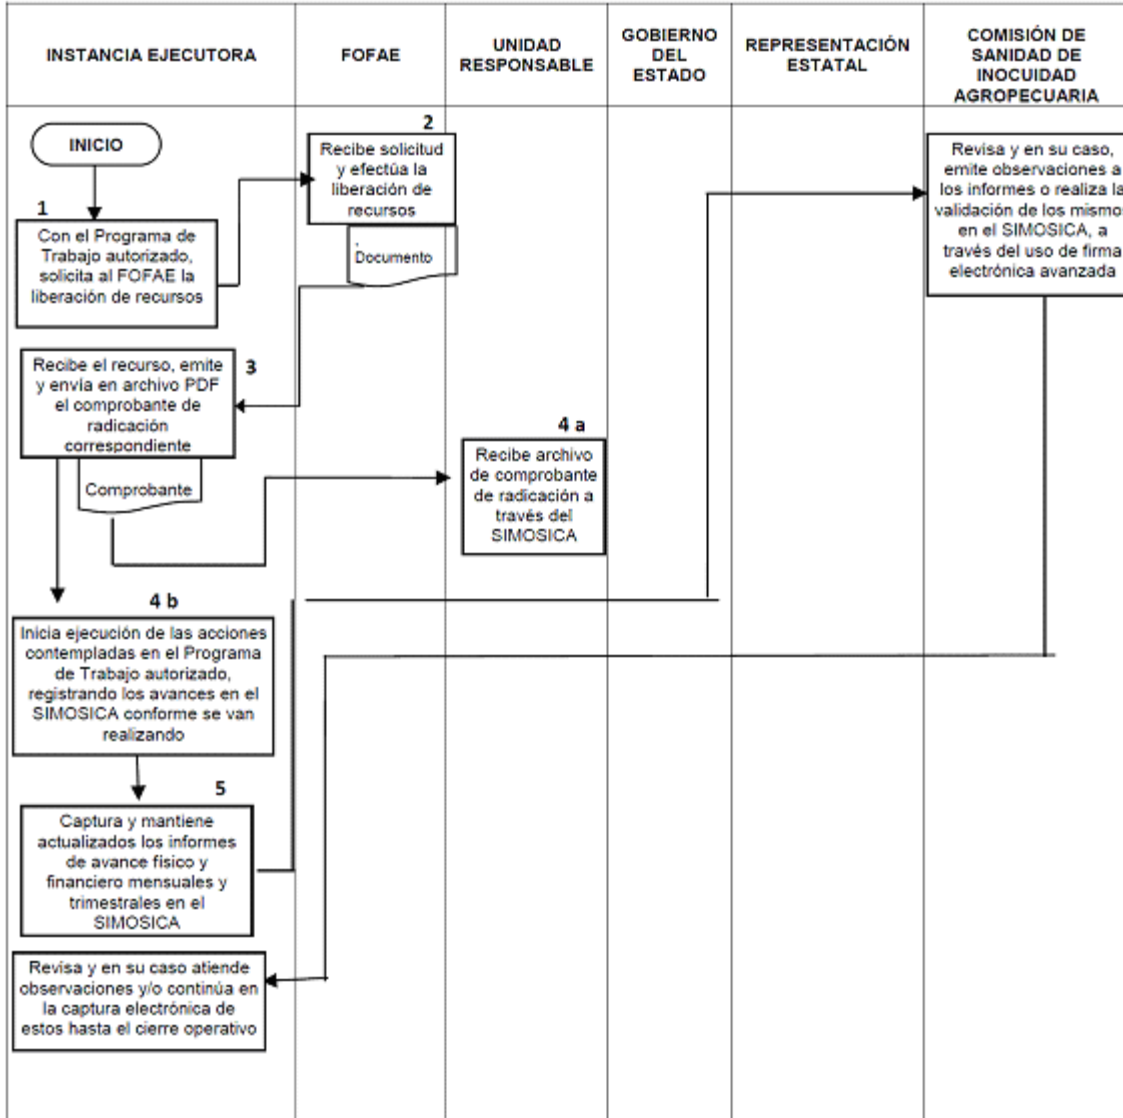 INSTANCIA EJECUTORA
FOFAE
UNIDAD
RESPONSABLE
GOBIERNO
DEL
ESTADO
REPRESENTACIÓN
ESTATAL
COMISIÓN DE
SANIDAD DE
INOCUIDAD
AGROPECUARIA
INICIO
1
Con el Programa de
Trabajo autorizado,
solicita al FOFAE la
liberación de recursos
2
Recibe solicitud
y efectúa la
liberación de
recursos
Documento
3
Recibe el recurso, emite
y envía en archivo PDF
el comprobante de
radicación
correspondiente
Comprobante
4 a
Recibe archivo
de comprobante
de radicación a
través del
SIMOSICA
4 b
Inicia ejecución de las acciones
contempladas en el Programa
de Trabajo autorizado,
registrando los avances en el
SIMOSICA conforme se van
realizando
5
Captura y mantiene
actualizados los informes
de avance físico y
financiero mensuales y
trimestrales en el
SIMOSICA
Revisa y en su caso,
emite observaciones a
los informes o realiza la
validación de los mismos
en el SIMOSICA, a
través del uso de firma
electrónica avanzada
Revisa y en su caso atiende
observaciones y/o continúa en
la captura electrónica de
estos hasta el cierre operativo